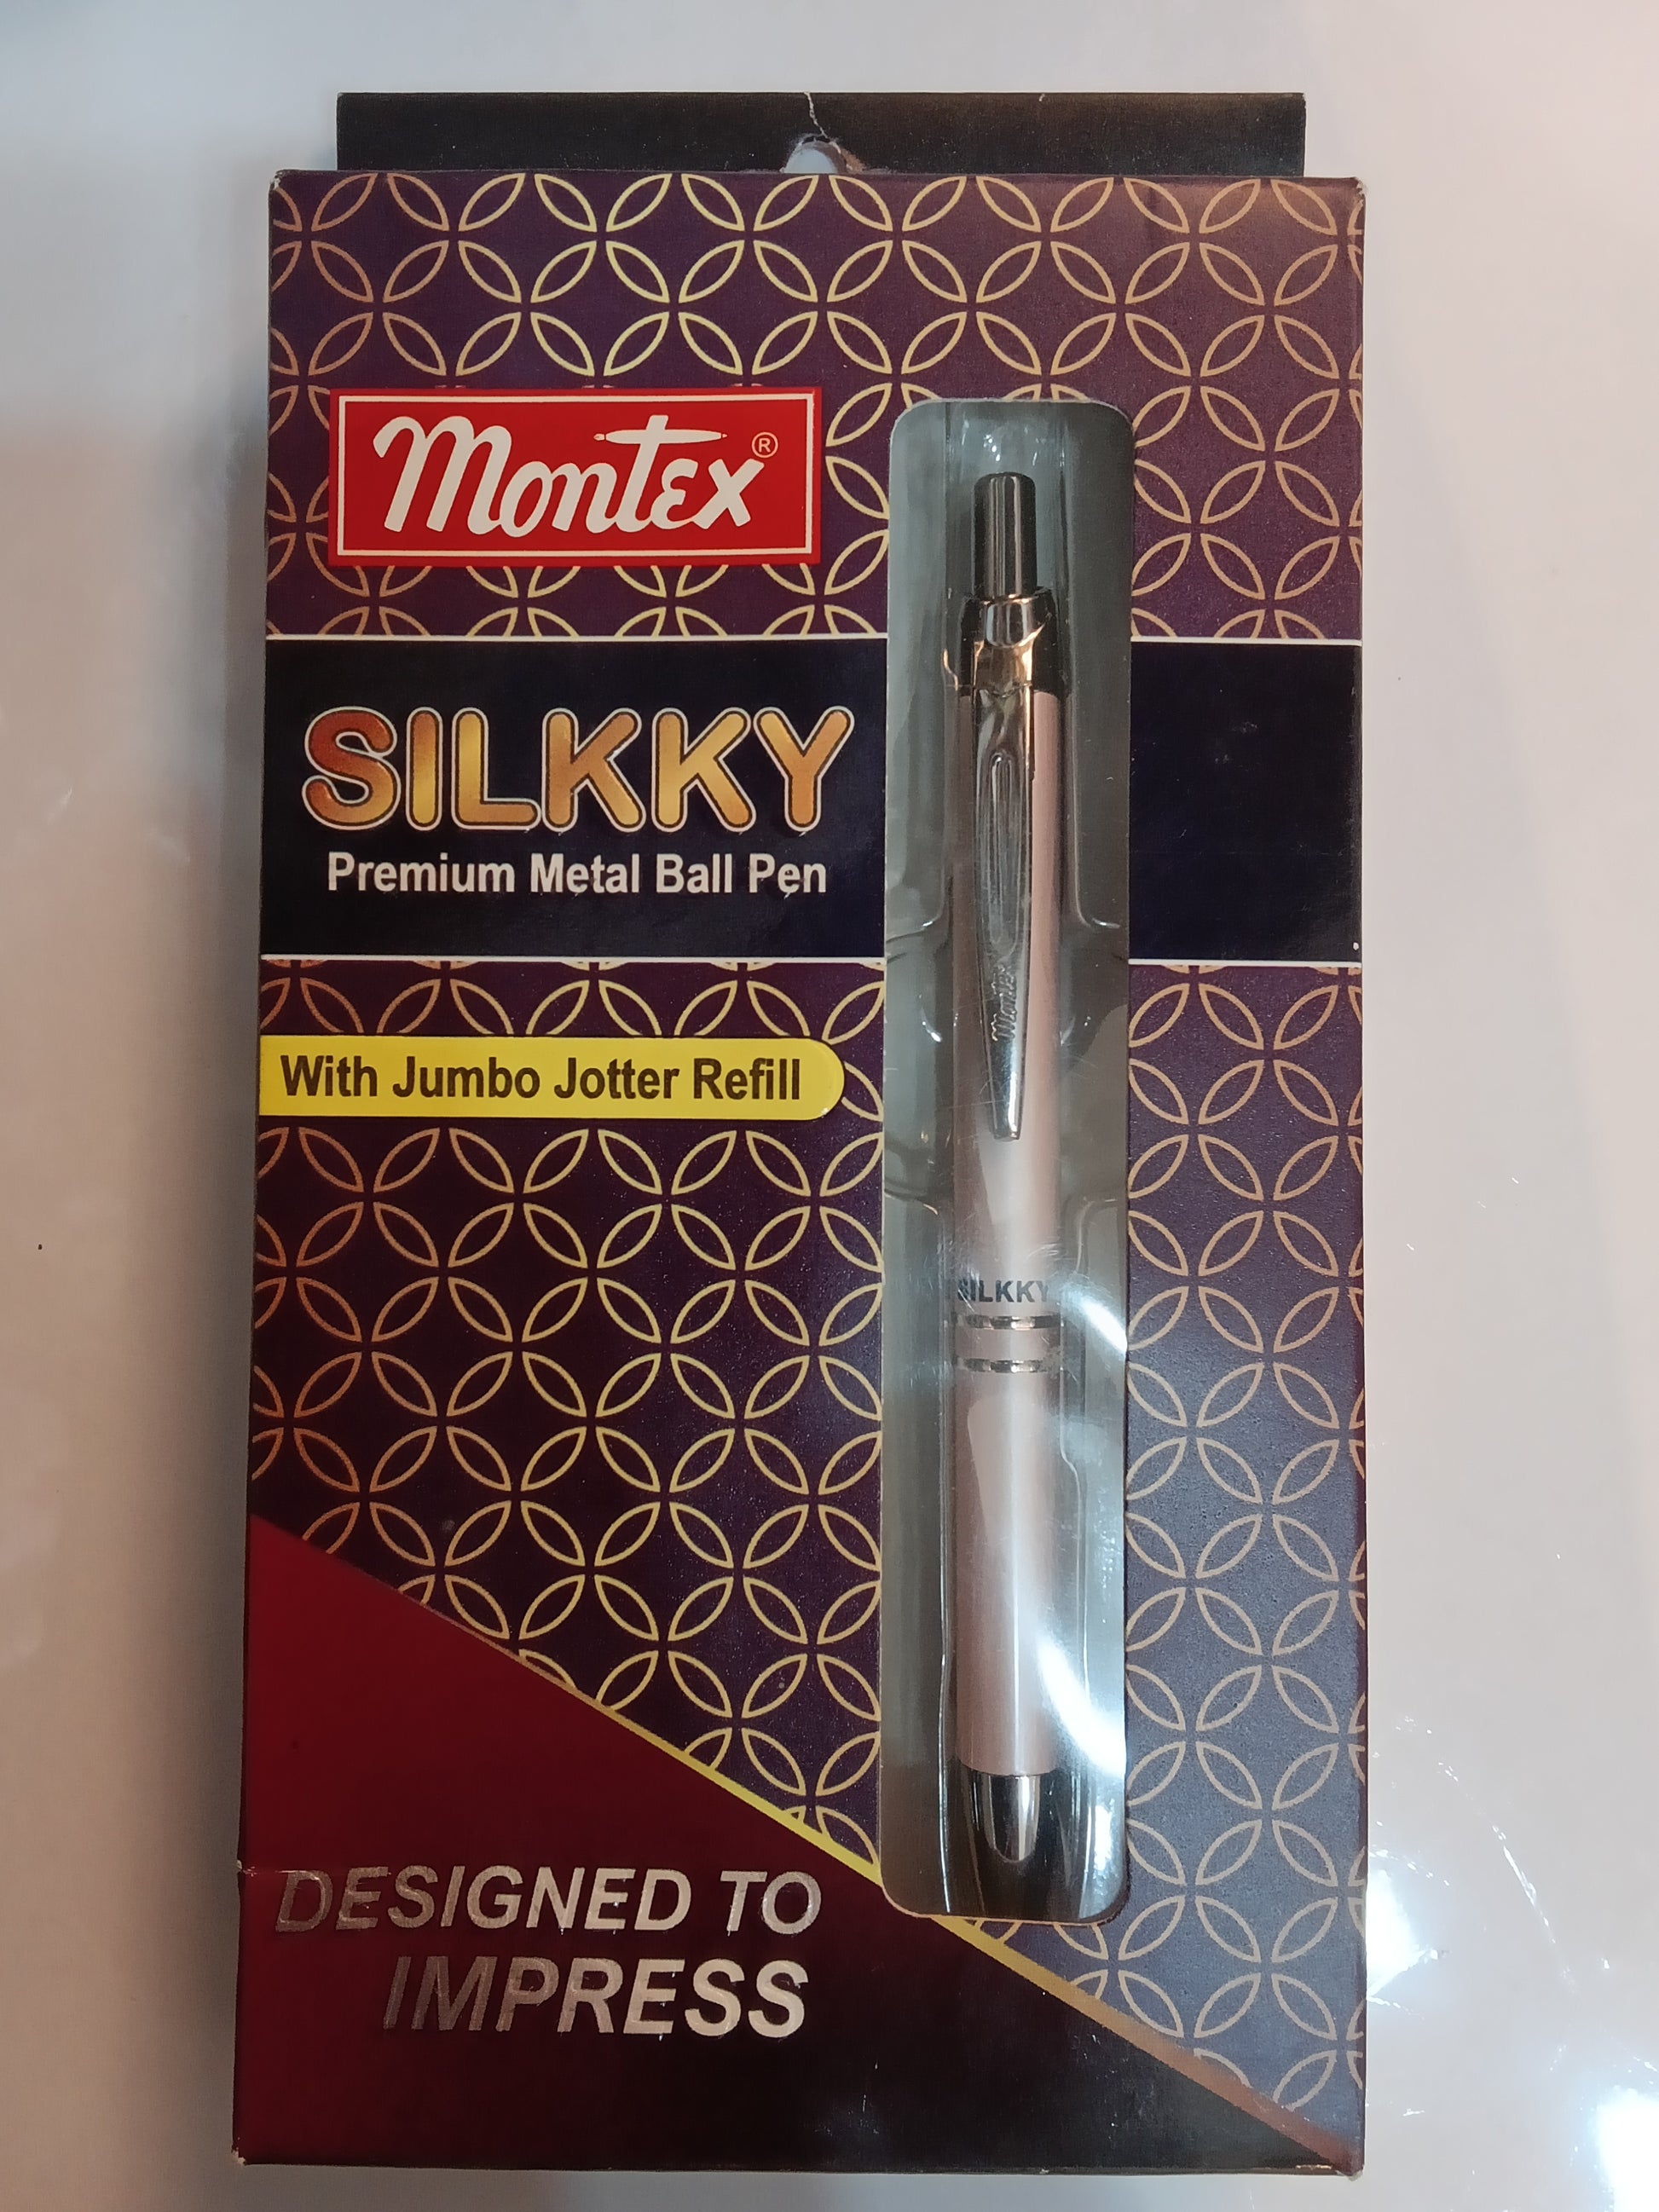 Montex®
SILKKY
Premium Metal Ball Pen
With Jumbo Jotter Refill
Montex
SILKKY
DESIGNED TO
IMPRESS